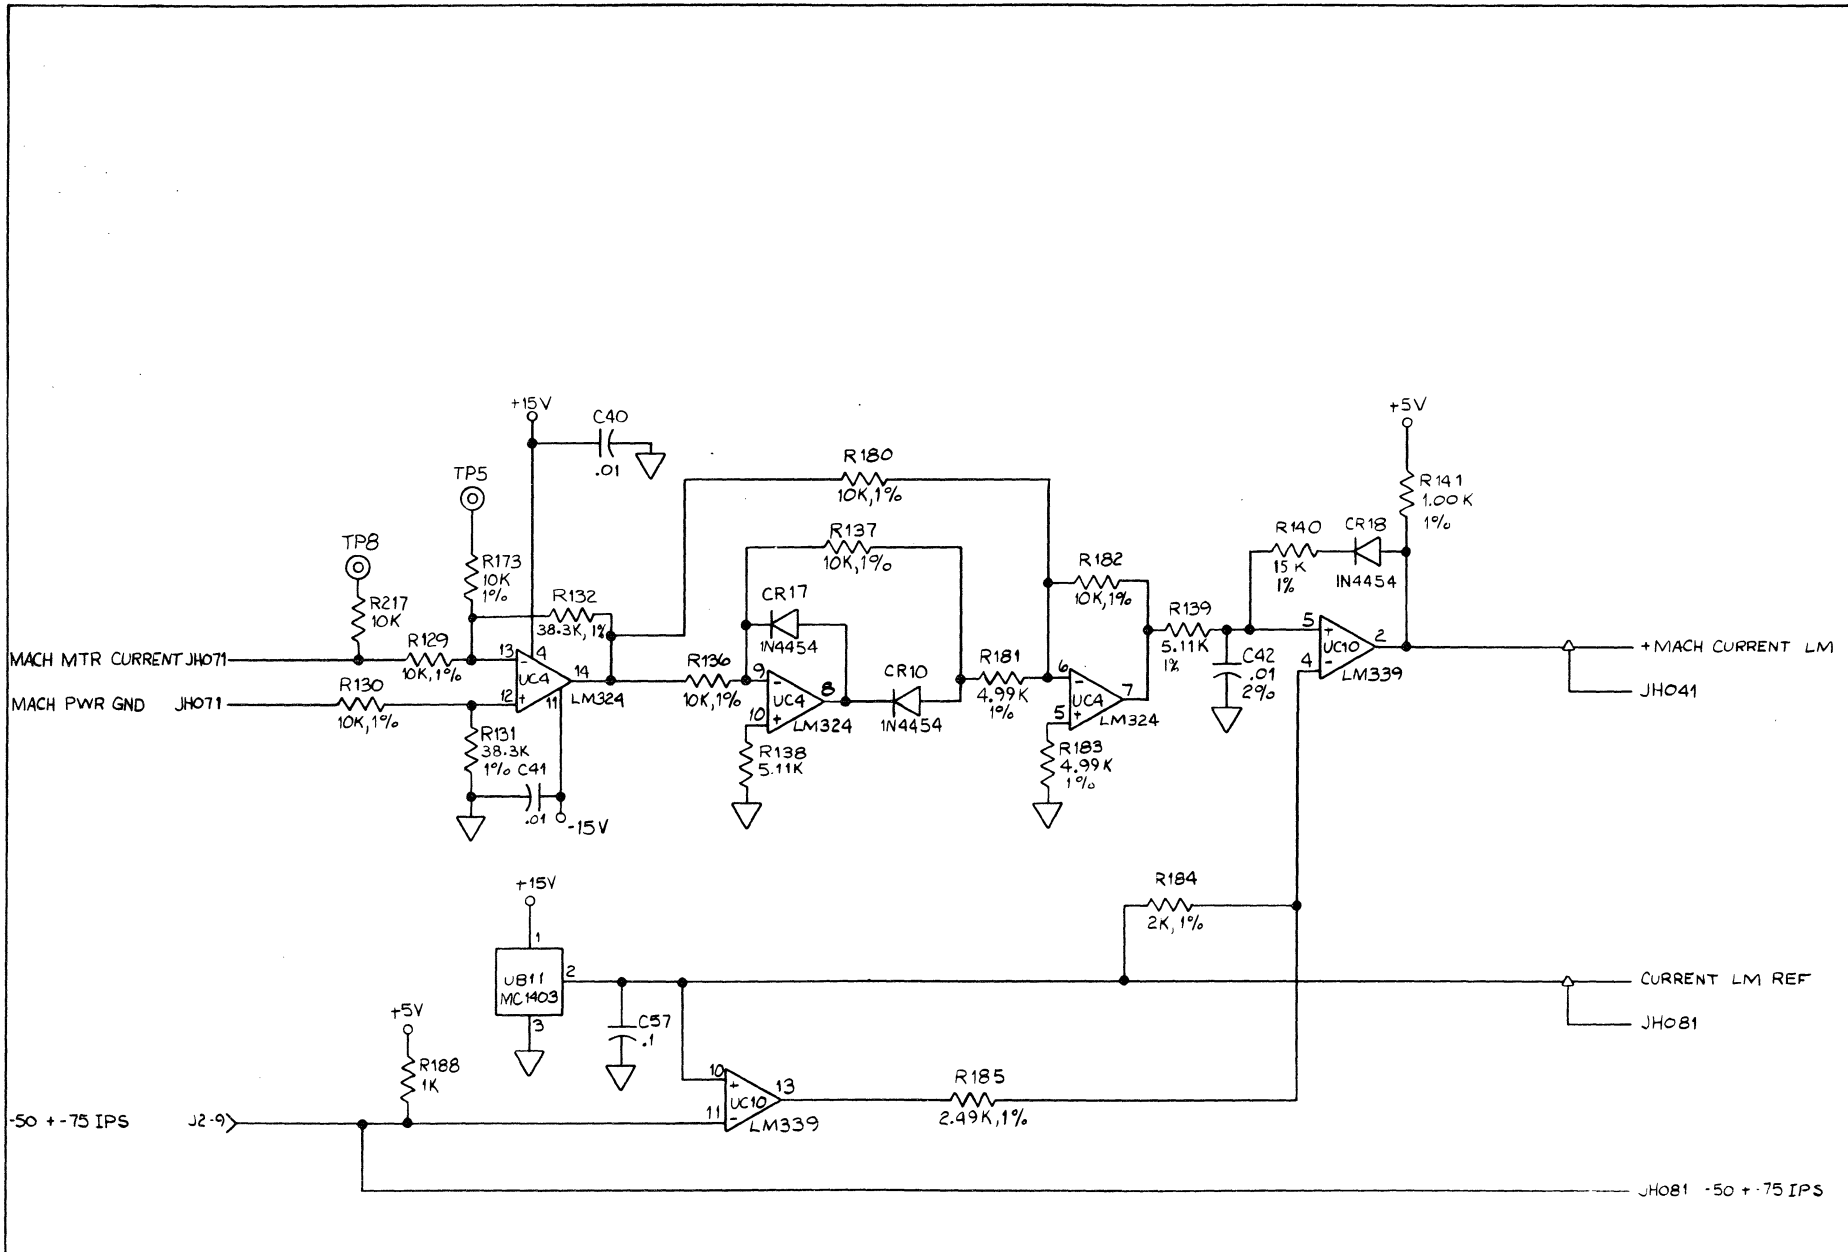 +15V
C40
.01
TP5
TP8
R173
10K
1%
R217
10K
R132
38.3K, 1%
MACH MTR CURRENT JH071
R129
10K, 1%
13
-
4
UC4
14
LM324
12
+
11
MACH PWR GND JH071
R130
10K, 1%
R131
38.3K
1%
C41
.01
-15V
R180
10K, 1%
R137
10K, 1%
CR17
1N4454
R136
10K, 1%
9
-
UC4
8
10
+
LM324
CR10
1N4454
R138
5.11K
R181
4.99K
1%
R182
10K, 1%
6
-
UC4
7
5
+
LM324
R183
4.99K
1%
R139
5.11K
1%
C42
.01
2%
R140
15K
1%
CR18
1N4454
+5V
R141
1.00K
1%
5
+
UC10
2
4
-
LM339
+MACH CURRENT LM
JH041
R184
2K, 1%
+15V
1
UB11
MC1403
2
3
C57
.1
CURRENT LM REF
JH081
+5V
R188
1K
10
+
UC10
13
11
-
LM339
R185
2.49K, 1%
-50 + -75 IPS J2-9
JH081 -50 + -75 IPS